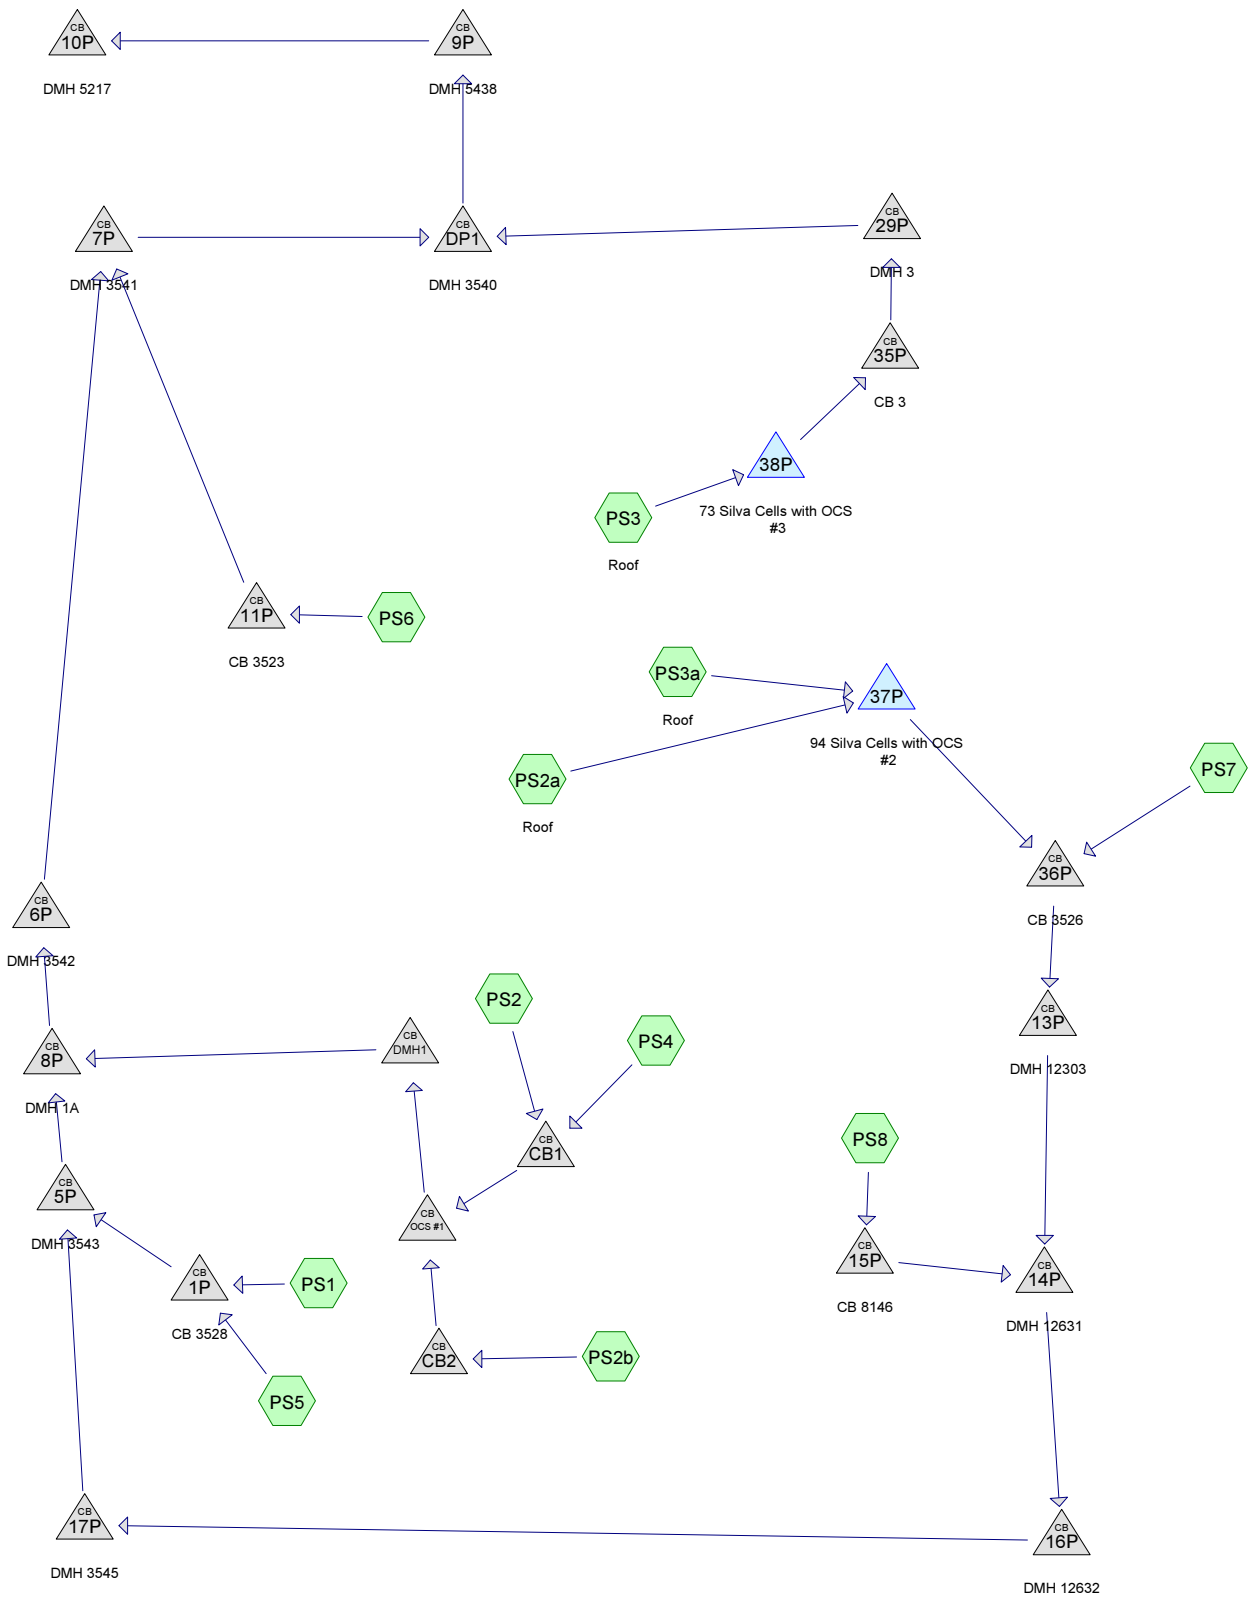 CB
10P
DMH 5217
CB
9P
DMH 5438
CB
7P
DMH 3541
CB
DP1
DMH 3540
CB
29P
DMH 3
CB
35P
CB 3
38P
73 Silva Cells with OCS
#3
PS3
Roof
CB
11P
CB 3523
PS6
PS3a
Roof
37P
94 Silva Cells with OCS
#2
PS2a
Roof
PS7
CB
36P
CB 3526
CB
6P
DMH 3542
PS2
PS4
CB
13P
DMH 12303
CB
8P
DMH 1A
CB
DMH1
CB
CB1
PS8
CB
5P
DMH 3543
CB
OCS #1
CB
15P
CB 8146
CB
14P
DMH 12631
CB
1P
CB 3528
PS1
CB
CB2
PS2b
PS5
CB
17P
DMH 3545
CB
16P
DMH 12632